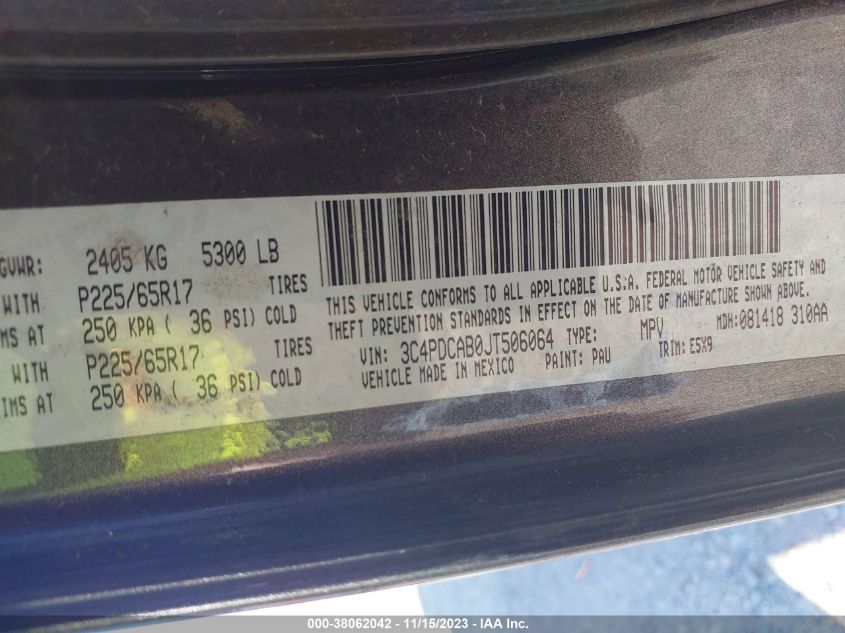 GVWR: 2405 KG 5300 LB
WITH P225/65R17 TIRES
IMS AT 250 KPA ( 36 PSI) COLD
WITH P225/65R17 TIRES
IMS AT 250 KPA ( 36 PSI) COLD
THIS VEHICLE CONFORMS TO ALL APPLICABLE U.S.A. FEDERAL MOTOR VEHICLE SAFETY AND
THEFT PREVENTION STANDARDS IN EFFECT ON THE DATE OF MANUFACTURE SHOWN ABOVE.
VIN: 3C4PDCAB0JT506064 TYPE: MPV MDH:081418 310AA
VEHICLE MADE IN MEXICO PAINT: PAU TRIM: E5X9
000-38062042 - 11/15/2023 - IAA Inc.